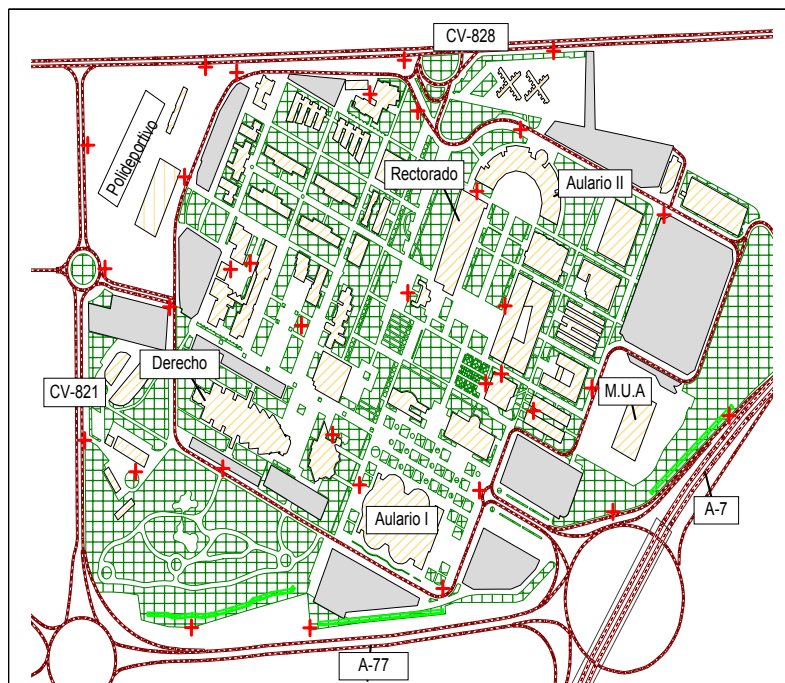 CV-828
Polideportivo
Rectorado
Aulario II
Derecho
CV-821
M.U.A
A-7
Aulario I
A-77